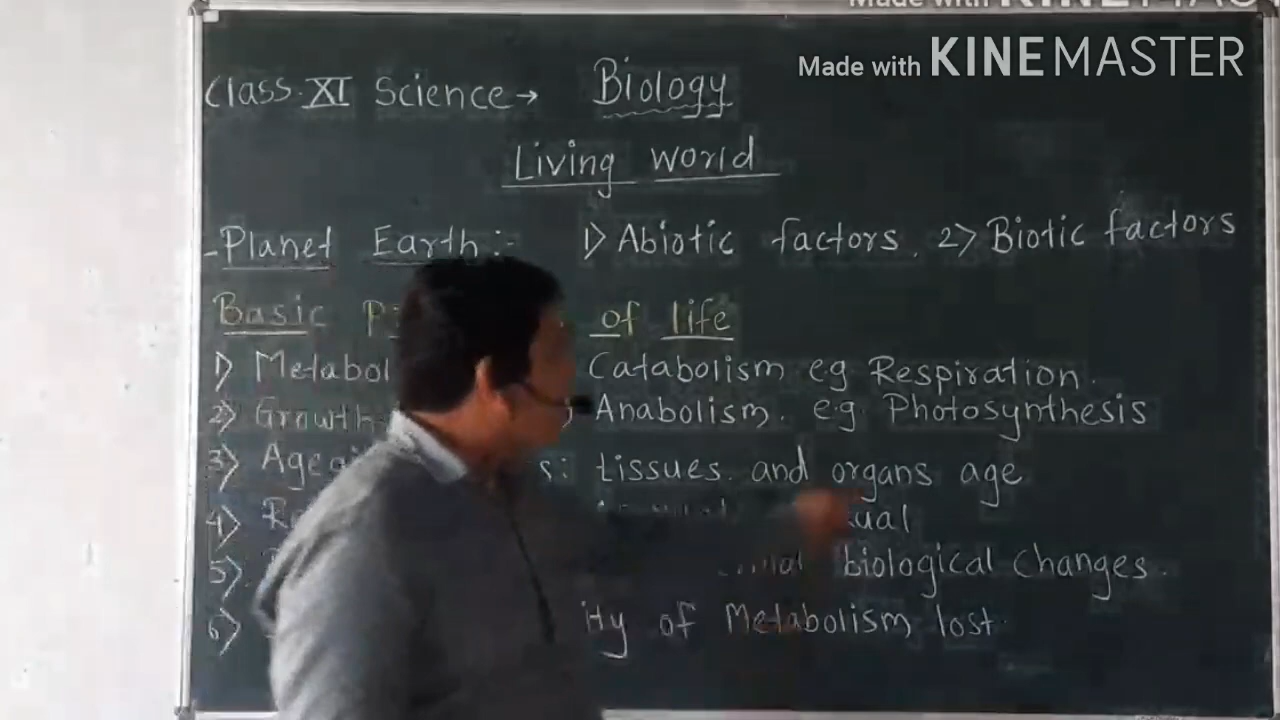 Made with KINEMASTER
Class XI Science → Biology
Living world
- Planet Earth :- 1) Abiotic factors. 2) Biotic factors
Basic of life
1) Metabol Catabolism eg Respiration.
2) Growth Anabolism. e.g. Photosynthesis
3) Age s: tissues and organs age
4) ual
5) biological changes.
6) ity of Metabolism lost.